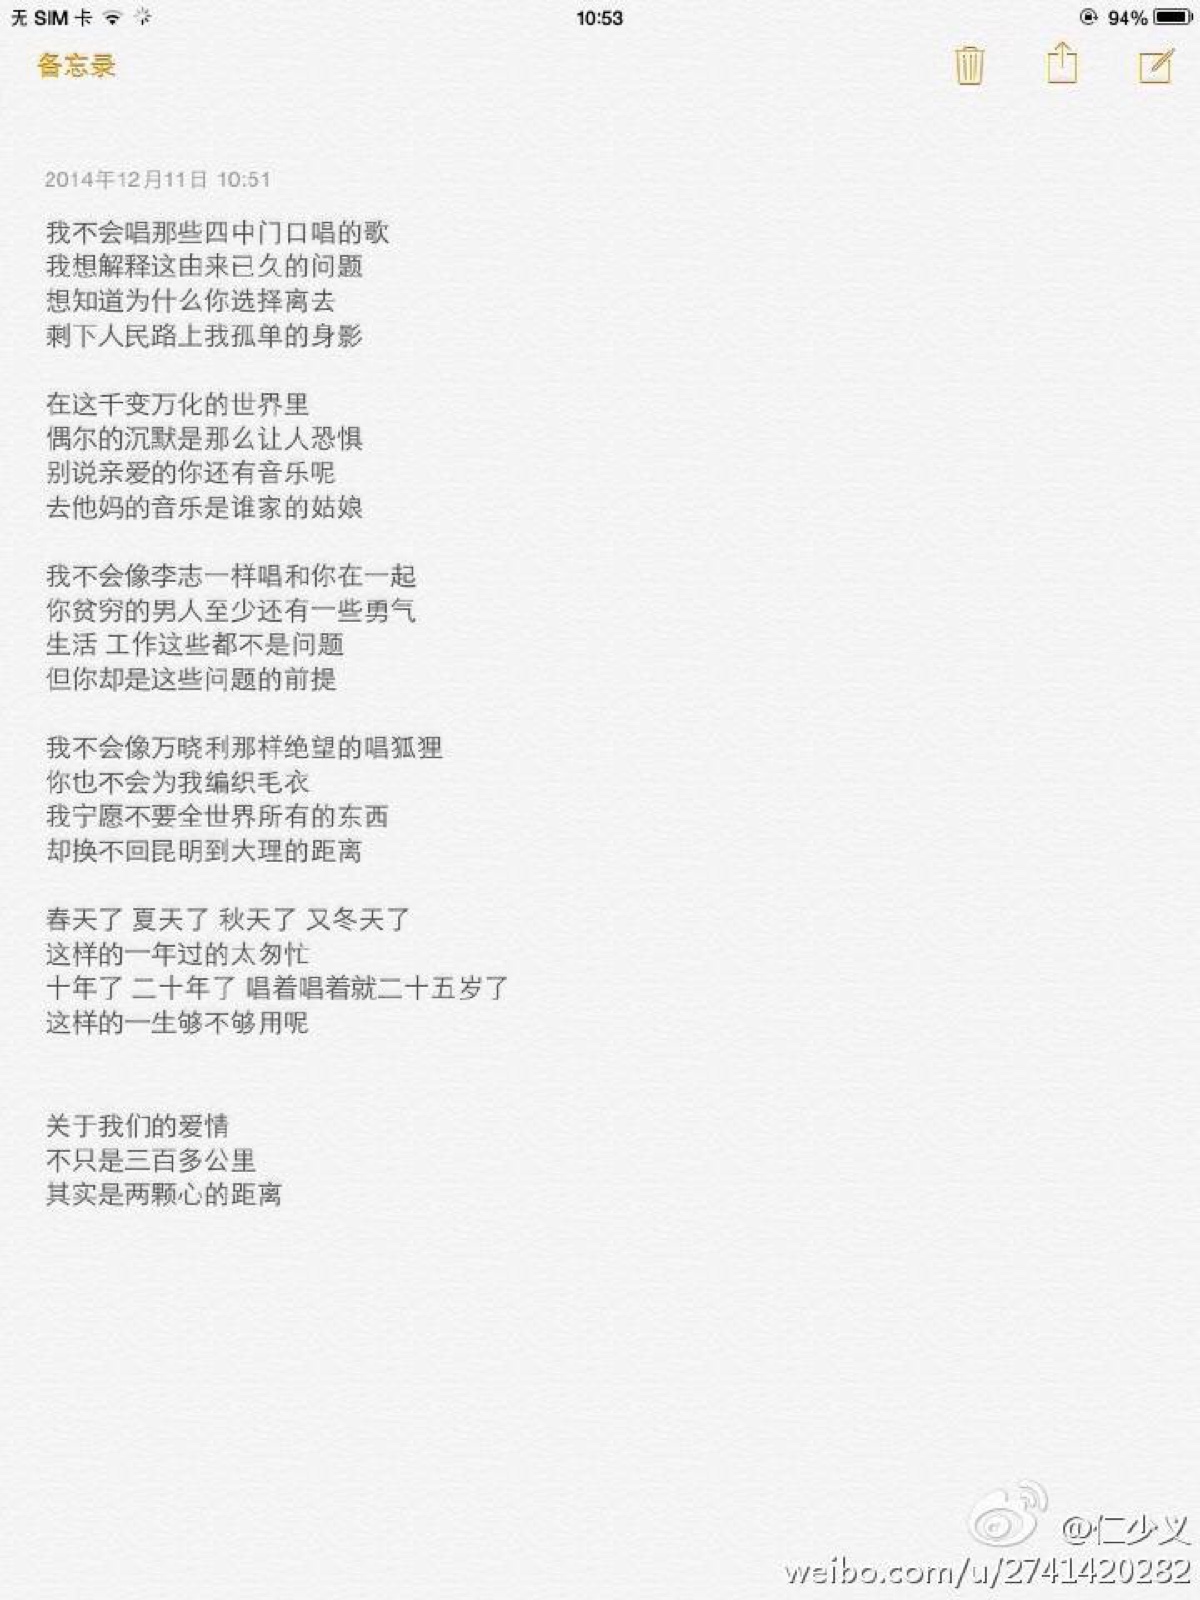 无 SIM 卡
10:53
94%
备忘录
2014年12月11日 10:51
我不会唱那些四中门口唱的歌
我想解释这由来已久的问题
想知道为什么你选择离去
剩下人民路上我孤单的身影
在这千变万化的世界里
偶尔的沉默是那么让人恐惧
别说亲爱的你还有音乐呢
去他妈的音乐是谁家的姑娘
我不会像李志一样唱和你在一起
你贫穷的男人至少还有一些勇气
生活 工作这些都不是问题
但你却是这些问题的前提
我不会像万晓利那样绝望的唱狐狸
你也不会为我编织毛衣
我宁愿不要全世界所有的东西
却换不回昆明到大理的距离
春天了 夏天了 秋天了 又冬天了
这样的一年过的太匆忙
十年了 二十年了 唱着唱着就二十五岁了
这样的一生够不够用呢
关于我们的爱情
不只是三百多公里
其实是两颗心的距离
@仁少义
weibo.com/u/2741420282